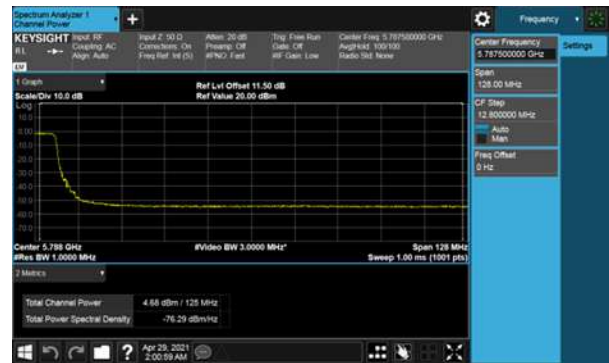 Spectrum Analyzer 1
Channel Power
Frequency
KEYSIGHT
RL
Input: RF
Coupling: AC
Align: Auto
Input Z: 50 Ω
Corrections: On
Freq Ref: Int (S)
Atten: 20 dB
Preamp: Off
#PNO: Fast
Trig: Free Run
Gate: Off
#IF Gain: Low
Center Freq: 5.787500000 GHz
Avg|Hold: 100/100
Radio Std: None
LV
1 Graph
Scale/Div 10.0 dB
Ref Lvl Offset 11.50 dB
Ref Value 20.00 dBm
Log
10.0
0.00
-10.0
-20.0
-30.0
-40.0
-50.0
-60.0
-70.0
Center 5.788 GHz
#Video BW 3.0000 MHz*
Span 128 MHz
#Res BW 1.0000 MHz
Sweep 1.00 ms (1001 pts)
2 Metrics
Total Channel Power
4.68 dBm / 125 MHz
Total Power Spectral Density
-76.29 dBm/Hz
Center Frequency
5.787500000 GHz
Settings
Span
128.00 MHz
CF Step
12.800000 MHz
Auto
Man
Freq Offset
0 Hz
?
Apr 29, 2021
2:00:59 AM